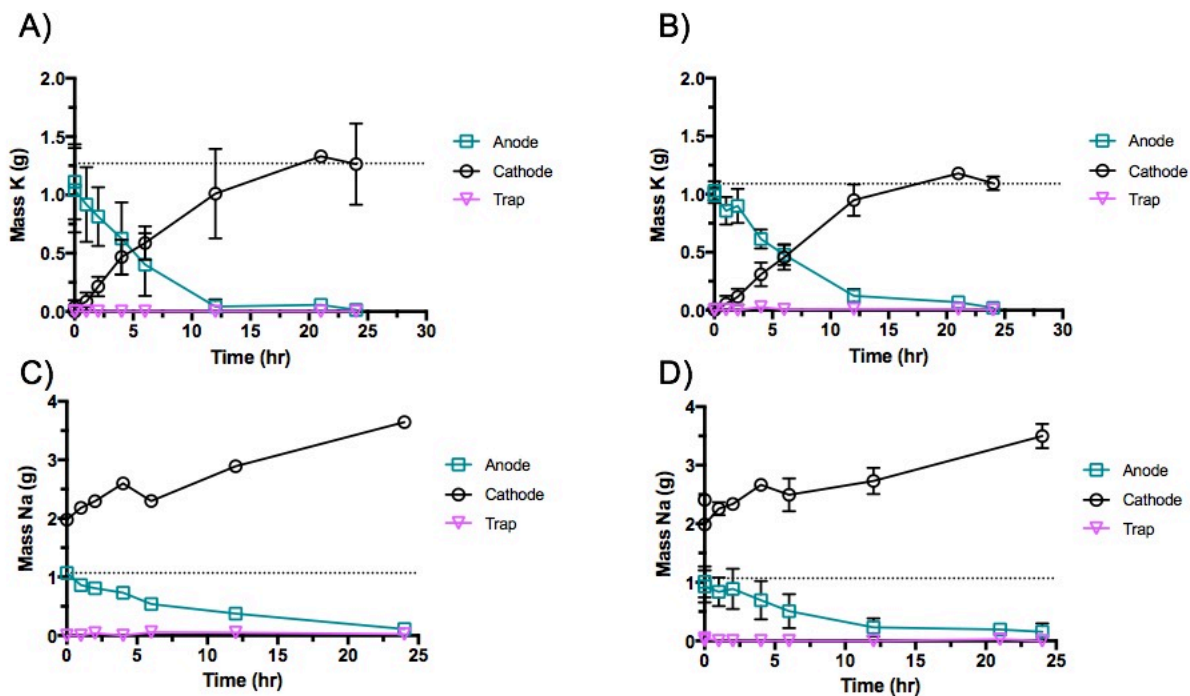 A)
Mass K (g)
2.0
1.5
1.0
0.5
0.0
0 5 10 15 20 25 30
Time (hr)
Anode
Cathode
Trap
B)
Mass K (g)
2.0
1.5
1.0
0.5
0.0
0 5 10 15 20 25 30
Time (hr)
Anode
Cathode
Trap
C)
Mass Na (g)
4
3
2
1
0
0 5 10 15 20 25
Time (hr)
Anode
Cathode
Trap
D)
Mass Na (g)
4
3
2
1
0
0 5 10 15 20 25
Time (hr)
Anode
Cathode
Trap